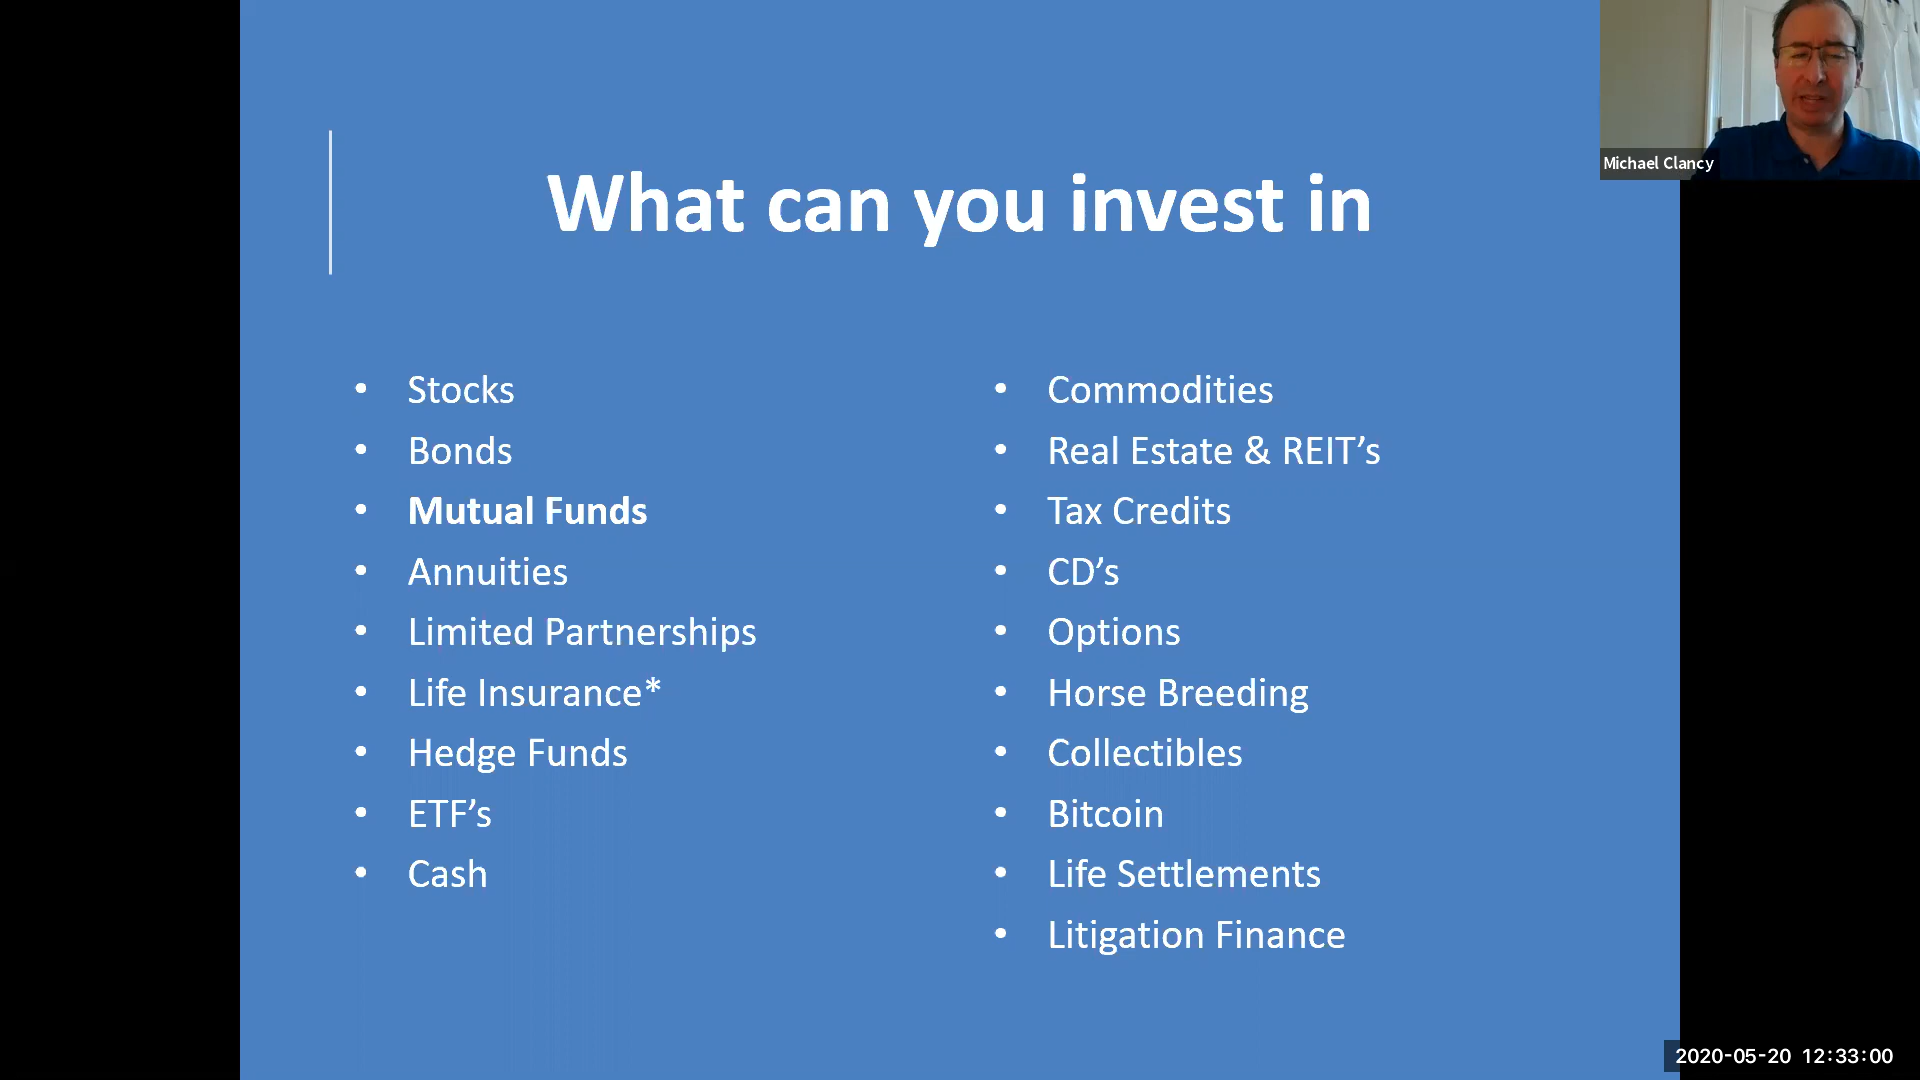 What can you invest in
• Stocks
• Bonds
• Mutual Funds
• Annuities
• Limited Partnerships
• Life Insurance*
• Hedge Funds
• ETF’s
• Cash
• Commodities
• Real Estate & REIT’s
• Tax Credits
• CD’s
• Options
• Horse Breeding
• Collectibles
• Bitcoin
• Life Settlements
• Litigation Finance
Michael Clancy
2020-05-20 12:33:00